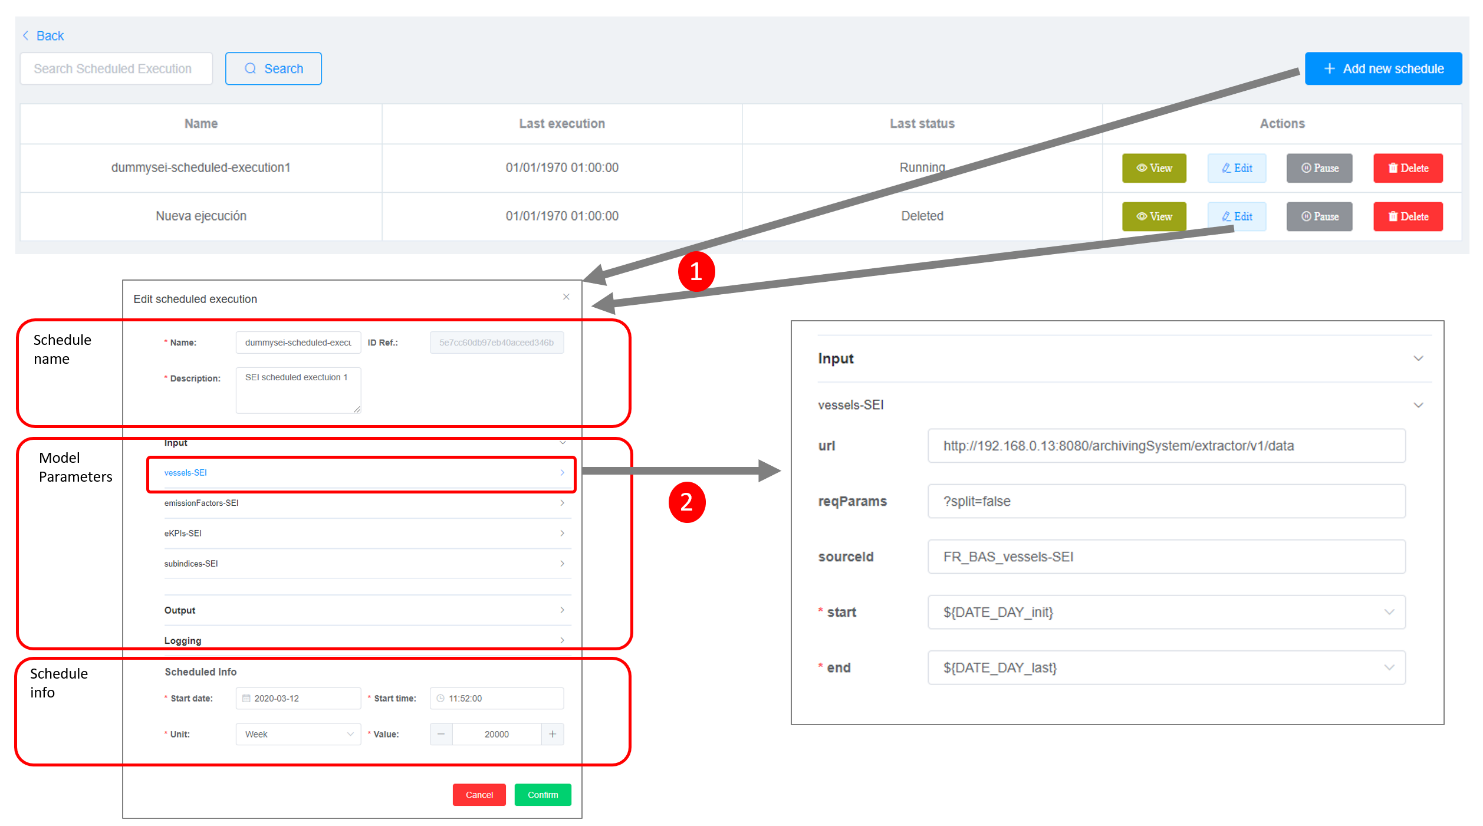 Back
Search Scheduled Execution
Search
Add new schedule
Name Last execution Last status Actions
dummysei-scheduled-execution1 01/01/1970 01:00:00 Running View Edit Pause Delete
Nueva ejecución 01/01/1970 01:00:00 Deleted View Edit Pause Delete
1
Edit scheduled execution
Schedule
name
* Name: dummysei-scheduled-execu ID Ref.: 5e7cc60db97eb40aceed346b
* Description: SEI scheduled exectuion 1
Model
Parameters
Input
vessels-SEI
emissionFactors-SEI
eKPIs-SEI
subindices-SEI
Output
Logging
Schedule
info
Scheduled Info
* Start date: 2020-03-12 * Start time: 11:52:00
* Unit: Week * Value: − 20000 +
Cancel Confirm
2
Input
vessels-SEI
url http://192.168.0.13:8080/archivingSystem/extractor/v1/data
reqParams ?split=false
sourceId FR_BAS_vessels-SEI
* start ${DATE_DAY_init}
* end ${DATE_DAY_last}